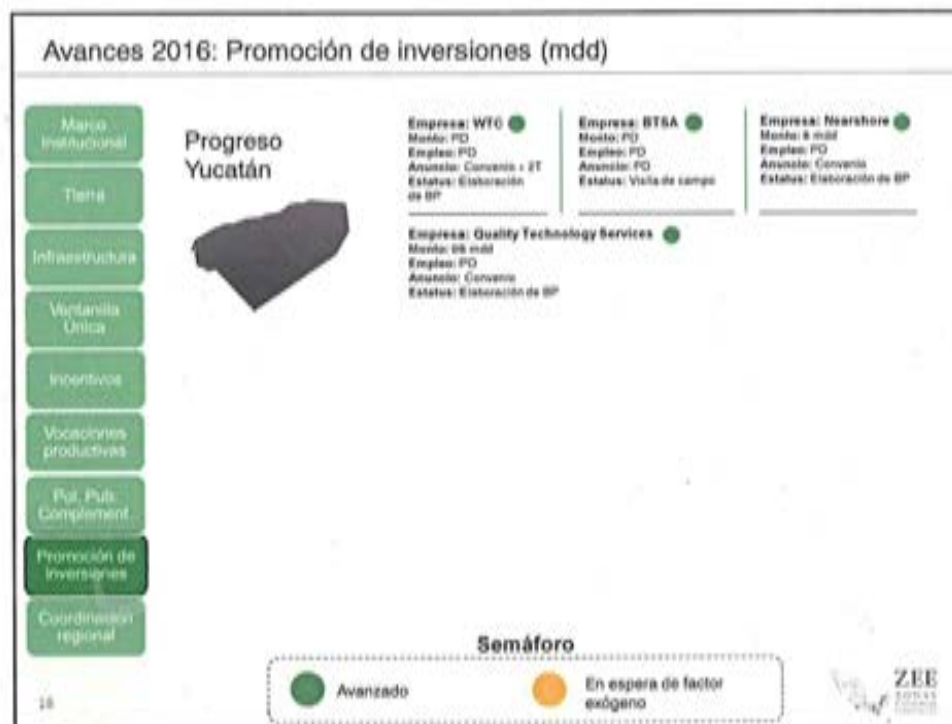 Avances 2016: Promoción de inversiones (mdd)
Marco
Institucional
Tierra
Infraestructura
Ventanilla
Única
Incentivos
Vocaciones
productivas
Pol. Pub.
Complement.
Promoción de
Inversiones
Coordinación
regional
Progreso
Yucatán
Empresa: WTC
Monto: PD
Empleo: PD
Anuncio: Convenio
Estatus: Elaboración
de BP
Empresa: BTSA
Monto: PD
Empleo: PD
Anuncio: PD
Estatus: Visita de campo
Empresa: Nearshore
Monto: mdd
Empleo: PD
Anuncio: Convenio
Estatus: Elaboración de BP
Empresa: Quality Technology Services
Monto: mdd
Empleo: PD
Anuncio: Convenio
Estatus: Elaboración de BP
Semáforo
Avanzado
En espera de factor
exógeno
ZEE